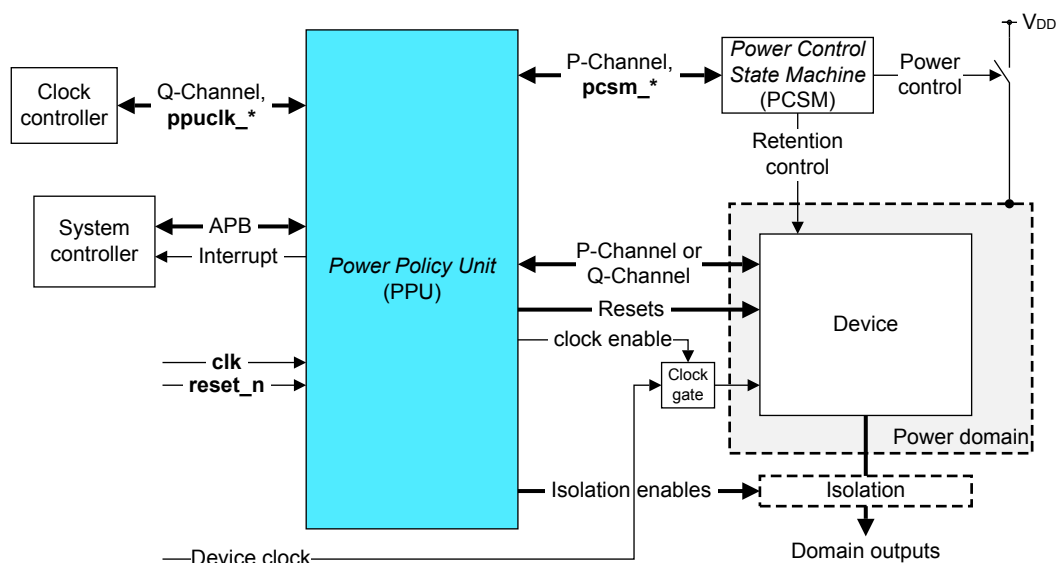 VDD
Power Control
State Machine
(PCSM)
Power
control
P-Channel,
pcsm_*
Clock
controller
Q-Channel,
ppuclk_*
Retention
control
System
controller
APB
Interrupt
Power Policy Unit
(PPU)
P-Channel or
Q-Channel
Resets
clock enable
Device
clk
reset_n
Clock
gate
Power domain
Isolation enables
Isolation
Device clock
Domain outputs